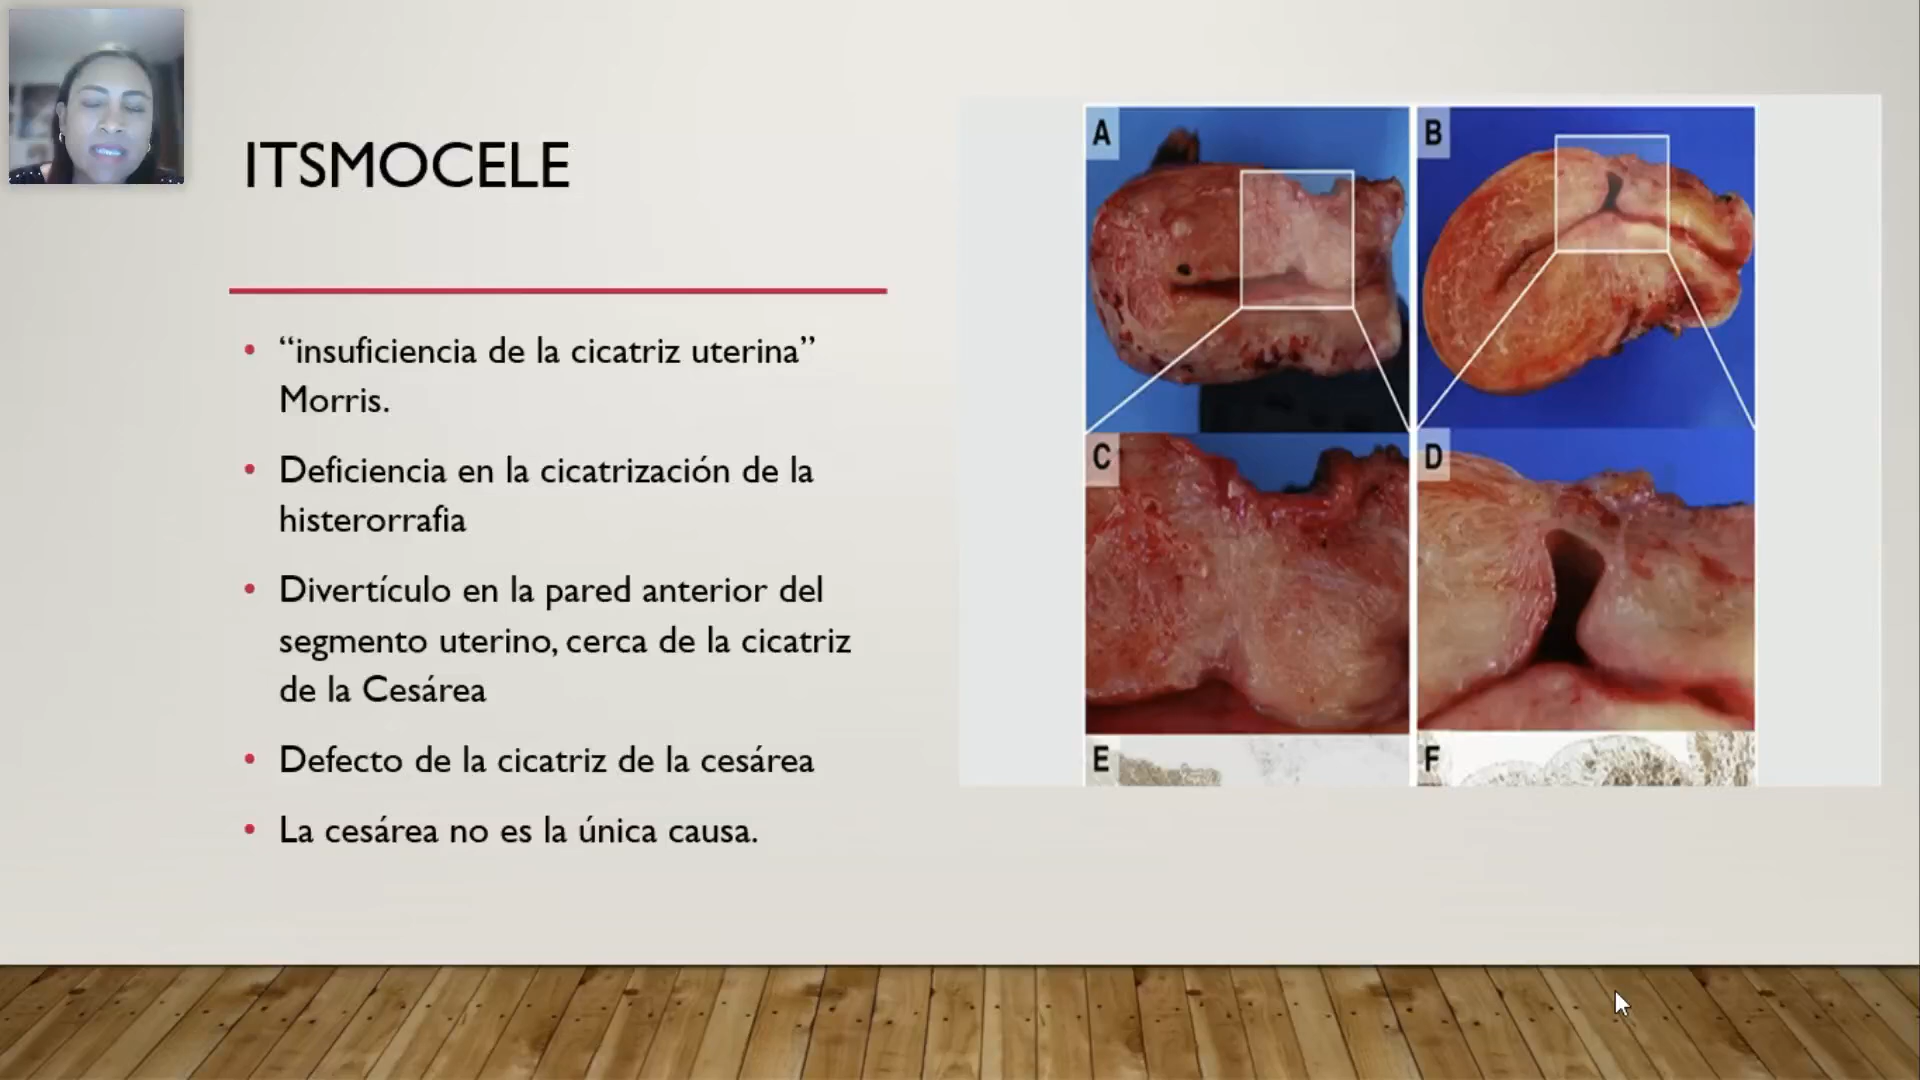 ITSMOCELE
• “insuficiencia de la cicatriz uterina”
Morris.
• Deficiencia en la cicatrización de la
histerorrafia
• Divertículo en la pared anterior del
segmento uterino, cerca de la cicatriz
de la Cesárea
• Defecto de la cicatriz de la cesárea
• La cesárea no es la única causa.
A
B
C
D
E
F